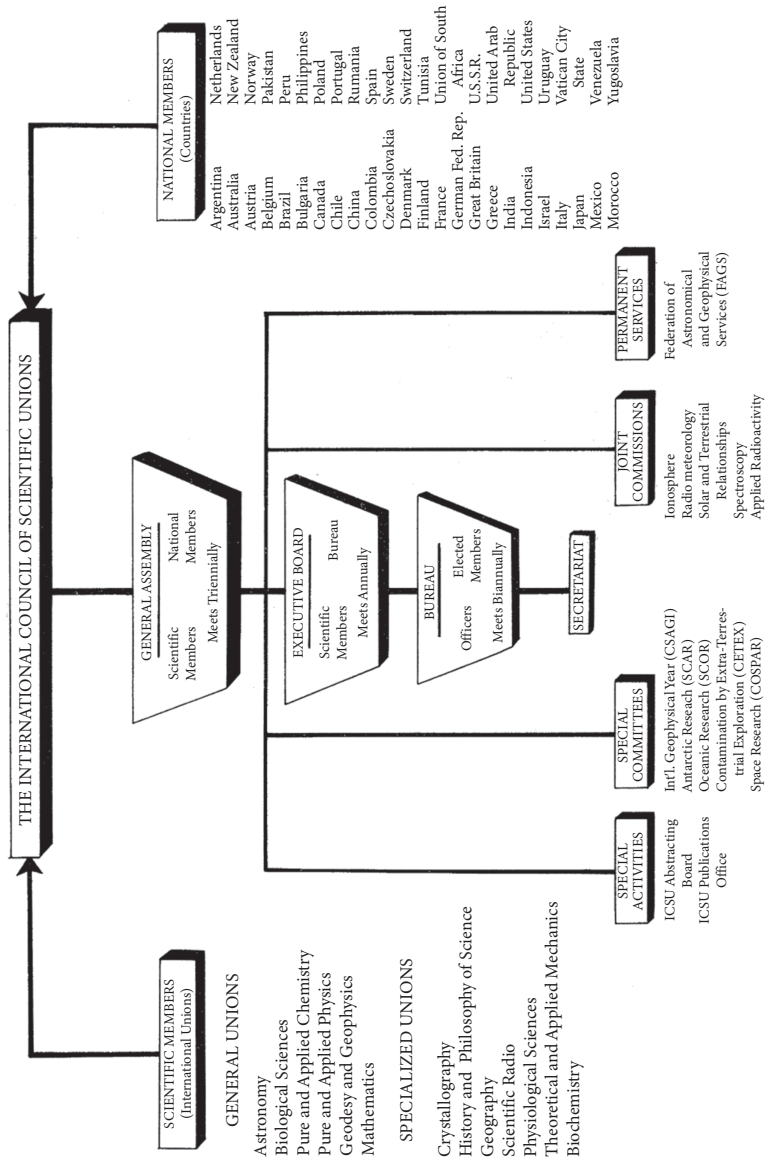 THE INTERNATIONAL COUNCIL OF SCIENTIFIC UNIONS
SCIENTIFIC MEMBERS
(International Unions)
GENERAL UNIONS
Astronomy
Biological Sciences
Pure and Applied Chemistry
Pure and Applied Physics
Geodesy and Geophysics
Mathematics
SPECIALIZED UNIONS
Crystallography
History and Philosophy of Science
Geography
Scientific Radio
Physiological Sciences
Theoretical and Applied Mechanics
Biochemistry
GENERAL ASSEMBLY
Scientific
Members
National
Members
Meets Triennially
EXECUTIVE BOARD
Scientific
Members
Bureau
Meets Annually
BUREAU
Officers
Elected
Members
Meets Biannually
SECRETARIAT
NATIONAL MEMBERS
(Countries)
Argentina
Australia
Austria
Belgium
Brazil
Bulgaria
Canada
Chile
China
Colombia
Czechoslovakia
Denmark
Finland
France
German Fed. Rep.
Great Britain
Greece
India
Indonesia
Israel
Italy
Japan
Mexico
Morocco
Netherlands
New Zealand
Norway
Pakistan
Peru
Philippines
Poland
Portugal
Rumania
Spain
Sweden
Switzerland
Tunisia
Union of South
Africa
U.S.S.R.
United Arab
Republic
United States
Uruguay
Vatican City
State
Venezuela
Yugoslavia
SPECIAL
ACTIVITIES
ICSU Abstracting
Board
ICSU Publications
Office
SPECIAL
COMMITTEES
Int'l. Geophysical Year (CSAGI)
Antarctic Reseach (SCAR)
Oceanic Research (SCOR)
Contamination by Extra-Terres-
trial Exploration (CETEX)
Space Research (COSPAR)
JOINT
COMMISSIONS
Ionosphere
Radio meteorology
Solar and Terrestrial
Relationships
Spectroscopy
Applied Radioactivity
PERMANENT
SERVICES
Federation of
Astronomical
and Geophysical
Services (FAGS)